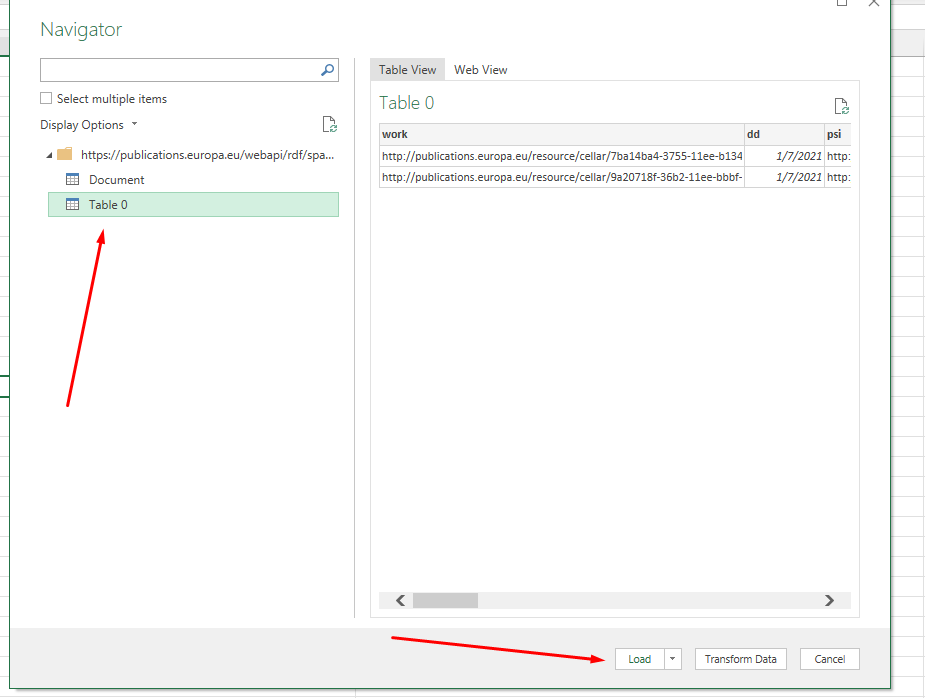 Navigator
Select multiple items
Display Options
https://publications.europa.eu/webapi/rdf/spa...
Document
Table 0
Table View Web View
Table 0
work dd psi
http://publications.europa.eu/resource/cellar/7ba14ba4-3755-11ee-b134 1/7/2021 http:
http://publications.europa.eu/resource/cellar/9a20718f-36b2-11ee-bbbf- 1/7/2021 http:
Load Transform Data Cancel